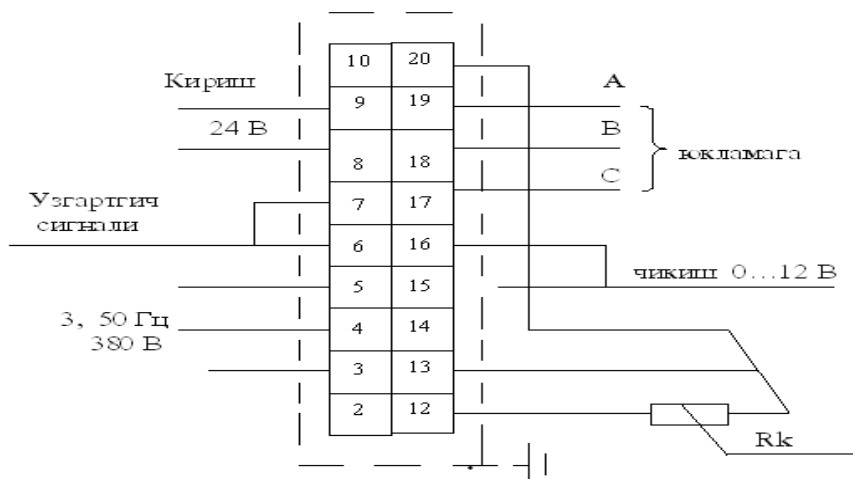 10 20
Кириш
9 19
А
24 В
В
8 18
юкламага
С
Узгартгич
сигнали
7 17
6 16
чикиш 0...12 В
5 15
3, 50 Гц
380 В
4 14
3 13
2 12
Rk